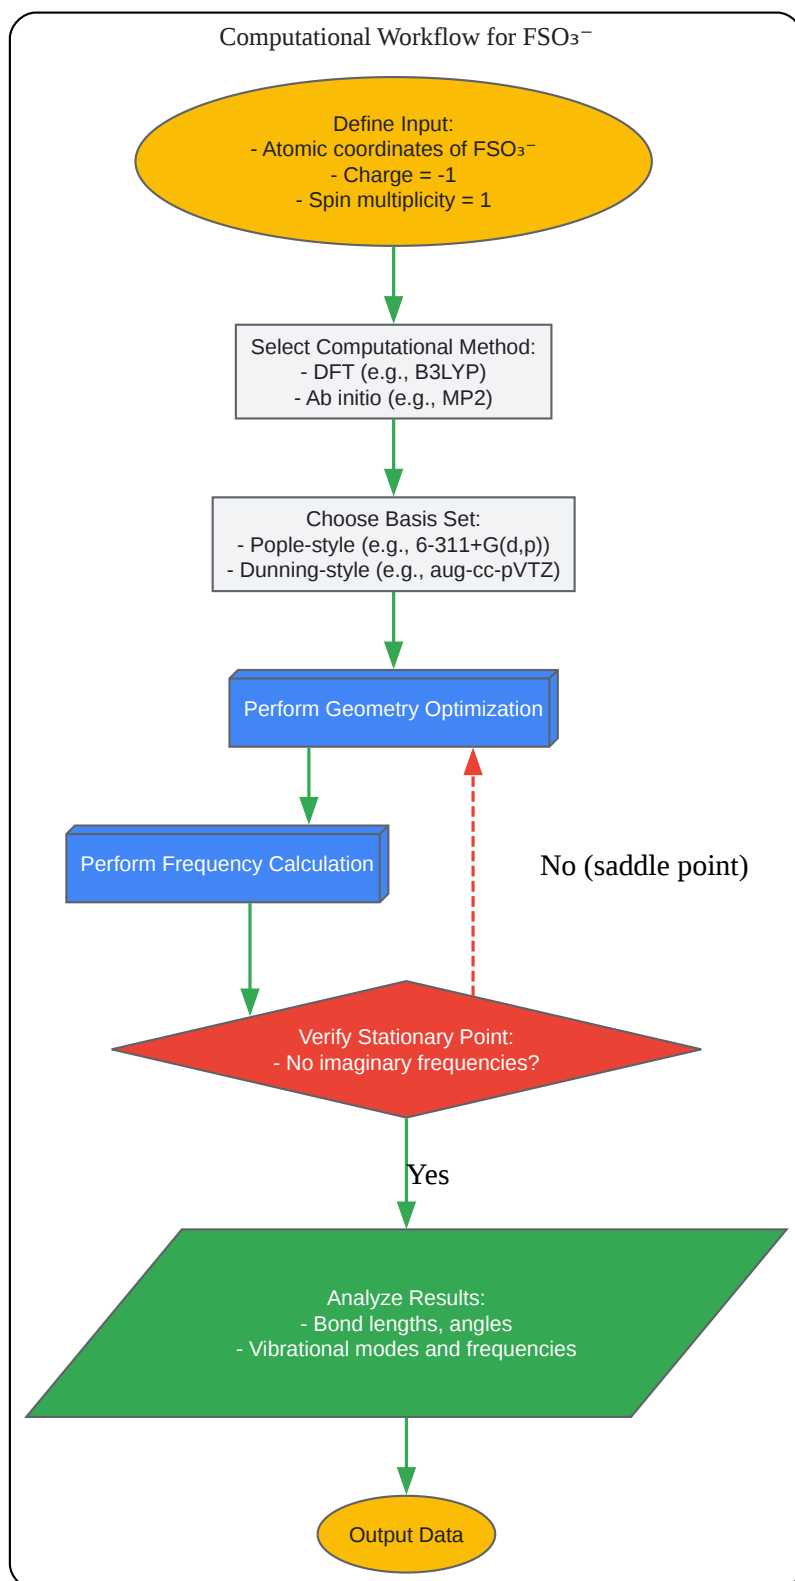 Computational Workflow for FSO₃⁻
Define Input:
- Atomic coordinates of FSO₃⁻
- Charge = -1
- Spin multiplicity = 1
Select Computational Method:
- DFT (e.g., B3LYP)
- Ab initio (e.g., MP2)
Choose Basis Set:
- Pople-style (e.g., 6-311+G(d,p))
- Dunning-style (e.g., aug-cc-pVTZ)
Perform Geometry Optimization
Perform Frequency Calculation
No (saddle point)
Verify Stationary Point:
- No imaginary frequencies?
Yes
Analyze Results:
- Bond lengths, angles
- Vibrational modes and frequencies
Output Data